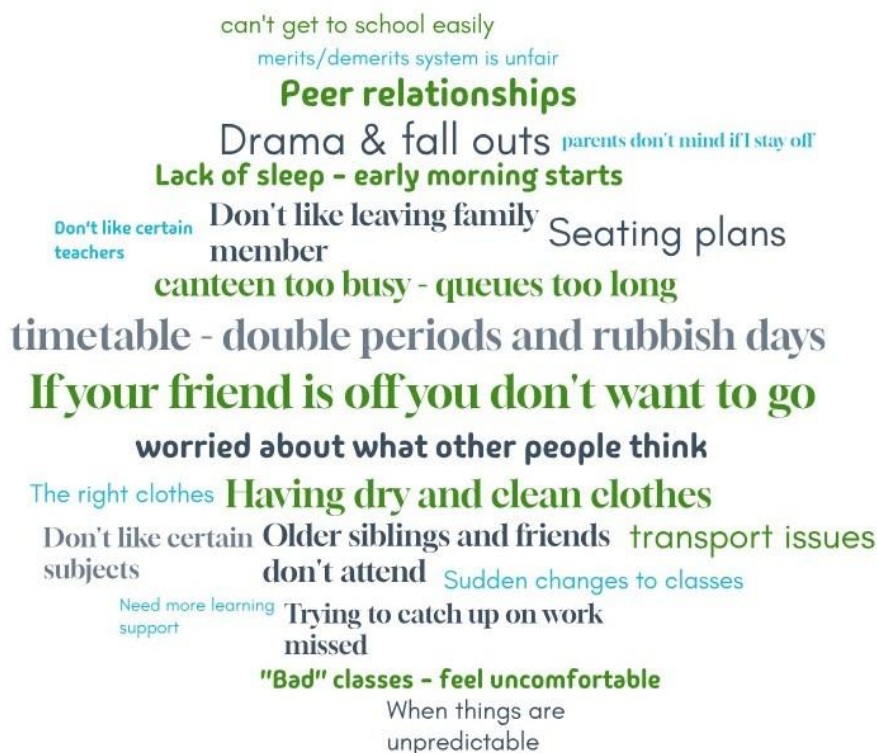 can't get to school easily
merits/demerits system is unfair
Peer relationships
Drama & fall outs
parents don't mind if I stay off
Lack of sleep - early morning starts
Don't like certain
teachers
Don't like leaving family
member
Seating plans
canteen too busy - queues too long
timetable - double periods and rubbish days
If your friend is off you don't want to go
worried about what other people think
The right clothes
Having dry and clean clothes
Don't like certain
subjects
Older siblings and friends
don't attend
transport issues
Sudden changes to classes
Need more learning
support
Trying to catch up on work
missed
"Bad" classes - feel uncomfortable
When things are
unpredictable